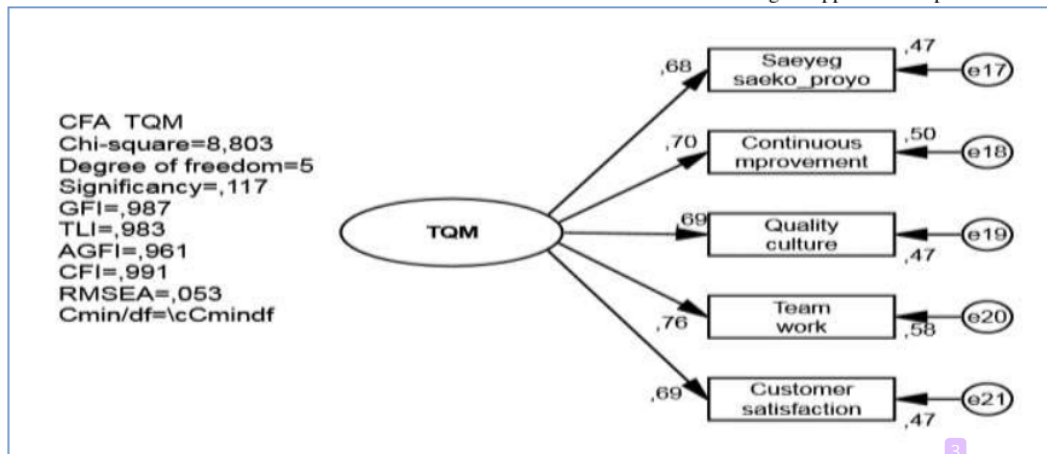 CFA TQM
Chi-square=8,803
Degree of freedom=5
Significancy=,117
GFI=,987
TLI=,983
AGFI=,961
CFI=,991
RMSEA=,053
Cmin/df=\cCmindf
TQM
,68
Saeyeg
saeko_proyo
,47
e17
,70
Continuous
mprovement
,50
e18
,69
Quality
culture
,47
e19
,76
Team
work
,58
e20
,69
Customer
satisfaction
,47
e21
3